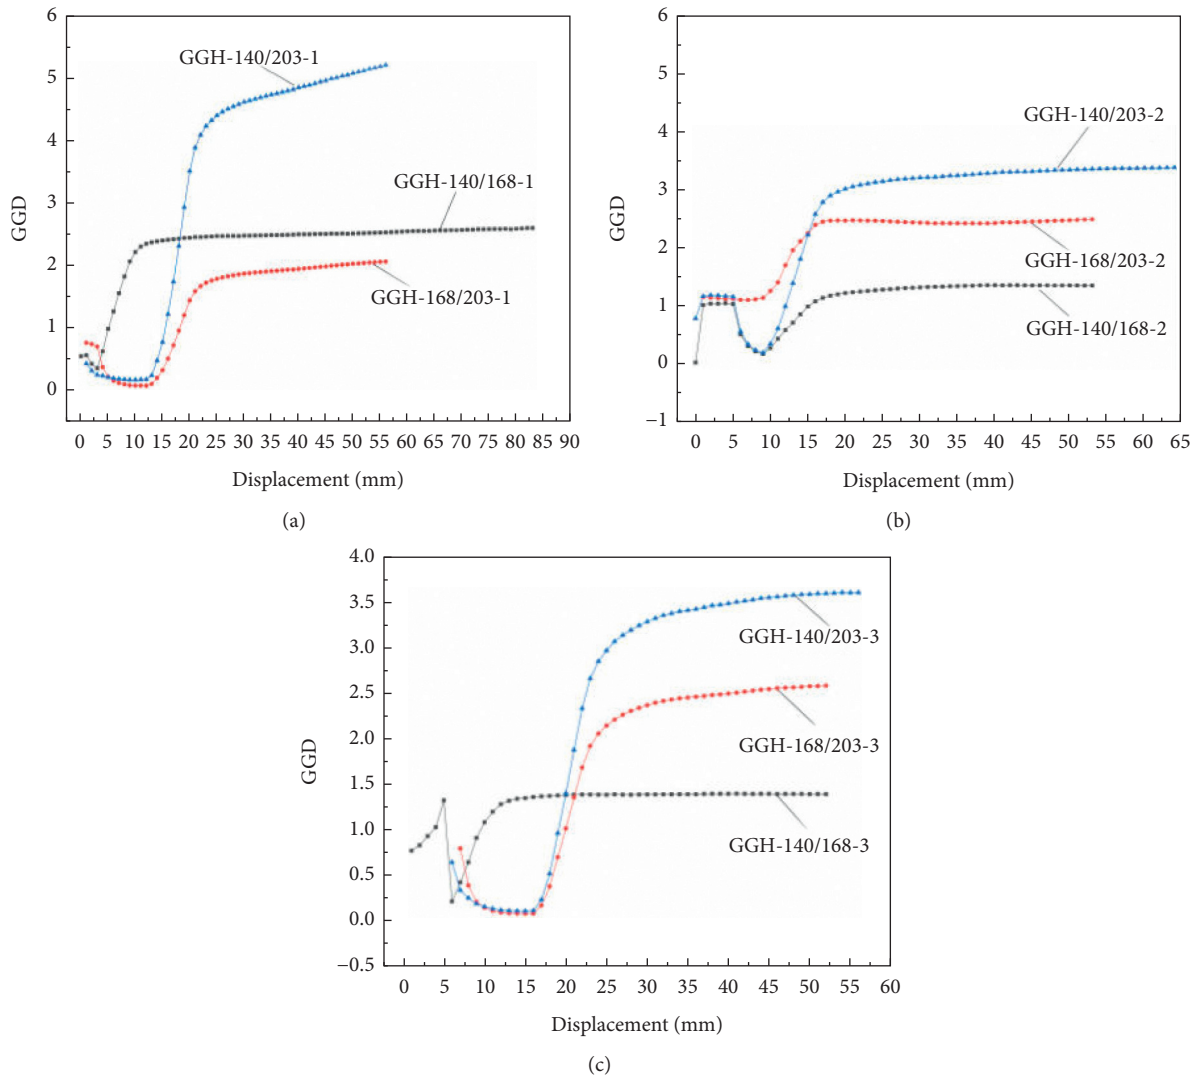 6
5
4
3
2
1
0
GGD
GGH-140/203-1
GGH-140/168-1
GGH-168/203-1
0 5 10 15 20 25 30 35 40 45 50 55 60 65 70 75 80 85 90
Displacement (mm)
(a)
6
5
4
3
2
1
0
−1
GGD
GGH-140/203-2
GGH-168/203-2
GGH-140/168-2
0 5 10 15 20 25 30 35 40 45 50 55 60 65
Displacement (mm)
(b)
4.0
3.5
3.0
2.5
2.0
1.5
1.0
0.5
0.0
−0.5
GGD
GGH-140/203-3
GGH-168/203-3
GGH-140/168-3
0 5 10 15 20 25 30 35 40 45 50 55 60
Displacement (mm)
(c)